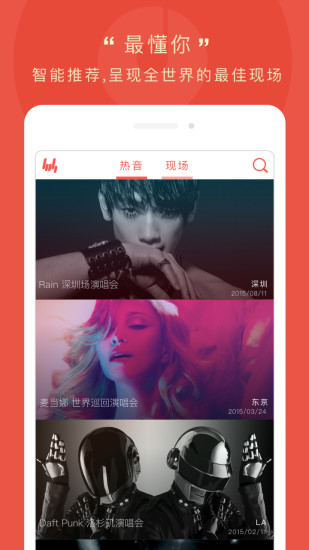 “最懂你”
智能推荐,呈现全世界的最佳现场
热音 现场
Rain 深圳场演唱会
深圳
2015/08/11
麦当娜 世界巡回演唱会
东京
2015/03/24
Daft Punk 洛杉矶演唱会
LA
2015/02/11